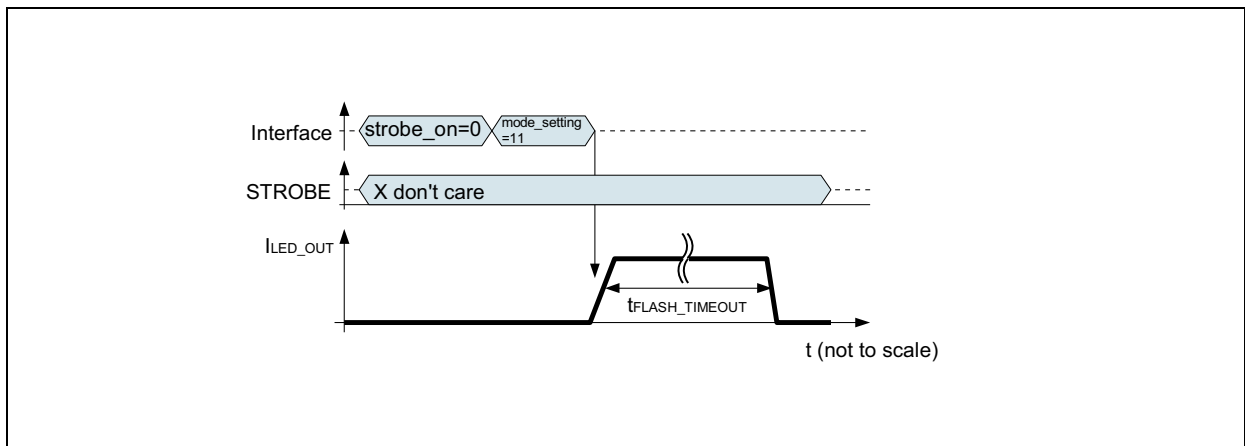 Interface
strobe_on=0
mode_setting
=11
STROBE
X don't care
ILED_OUT
tFLASH_TIMEOUT
t (not to scale)